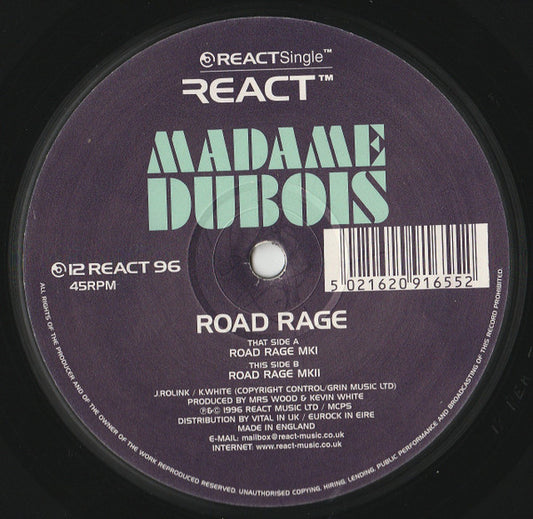 REACTSingle™
REACT™
MADAME
DUBOIS
12 REACT 96
45RPM
5 021620 916552
ROAD RAGE
THAT SIDE A
ROAD RAGE MKI
THIS SIDE B
ROAD RAGE MKII
J.ROLINK / K.WHITE (COPYRIGHT CONTROL/GRIN MUSIC LTD)
PRODUCED BY MRS WOOD & KEVIN WHITE
℗&© 1996 REACT MUSIC LTD / MCPS
DISTRIBUTION BY VITAL IN UK / EUROCK IN EIRE
MADE IN ENGLAND
E-MAIL: mailbox@react-music.co.uk
INTERNET: www.react-music.co.uk
ALL RIGHTS OF THE PRODUCER AND OF THE OWNER OF THE WORK REPRODUCED RESERVED. UNAUTHORISED COPYING, HIRING, LENDING, PUBLIC PERFORMANCE AND BROADCASTING OF THIS RECORD PROHIBITED.